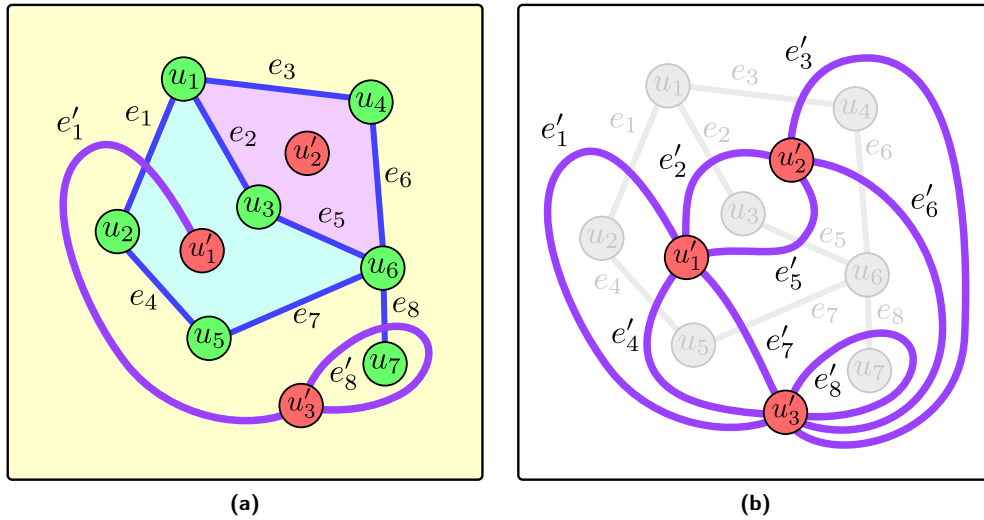 u₁
e₃
u₄
e₁
e₂
u′₂
e′₁
e₆
u₃
e₅
u₂
u′₁
u₆
e₄
e₇
e₈
u₅
u₇
e′₈
u′₃
(a)
e′₃
u₁
e₃
u₄
e′₁
e₁
e₂
e′₂
u′₂
e₆
e′₆
u₃
u₂
e₅
u′₁
e′₅
u₆
e₄
e₇
e₈
e′₄
u₅
e′₇
u₇
e′₈
u′₃
(b)